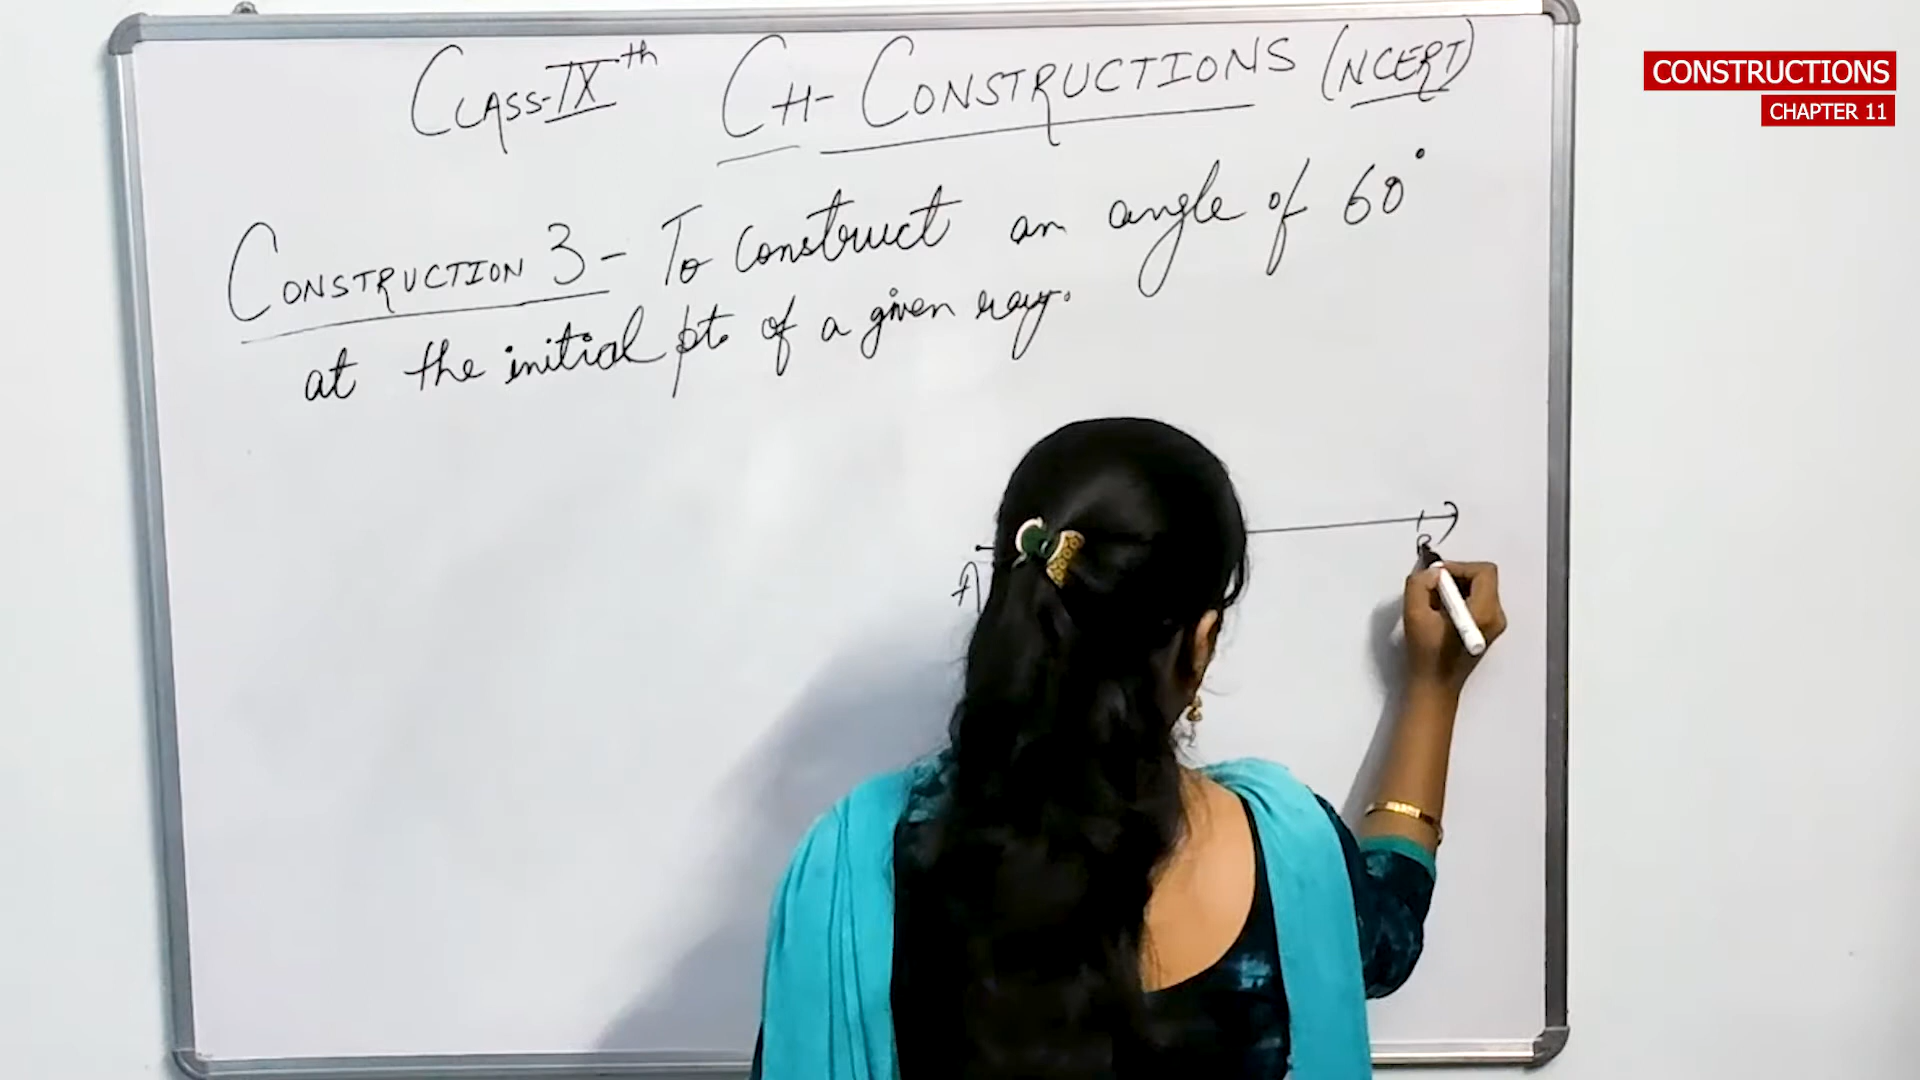 CLASS-IXth CH- CONSTRUCTIONS (NCERT)
CONSTRUCTIONS
CHAPTER 11
CONSTRUCTION 3 - To construct an angle of 60°
at the initial pt. of a given ray.
A B